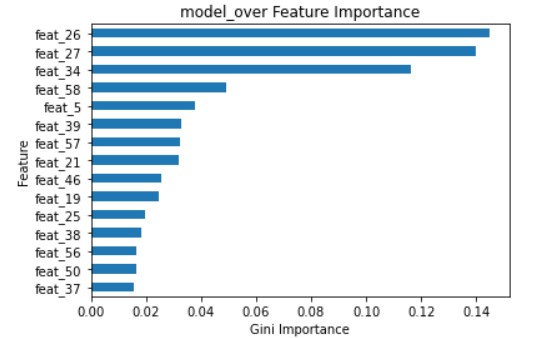 model_over Feature Importance
feat_26
feat_27
feat_34
feat_58
feat_5
feat_39
feat_57
feat_21
feat_46
feat_19
feat_25
feat_38
feat_56
feat_50
feat_37
Feature
0.00 0.02 0.04 0.06 0.08 0.10 0.12 0.14
Gini Importance